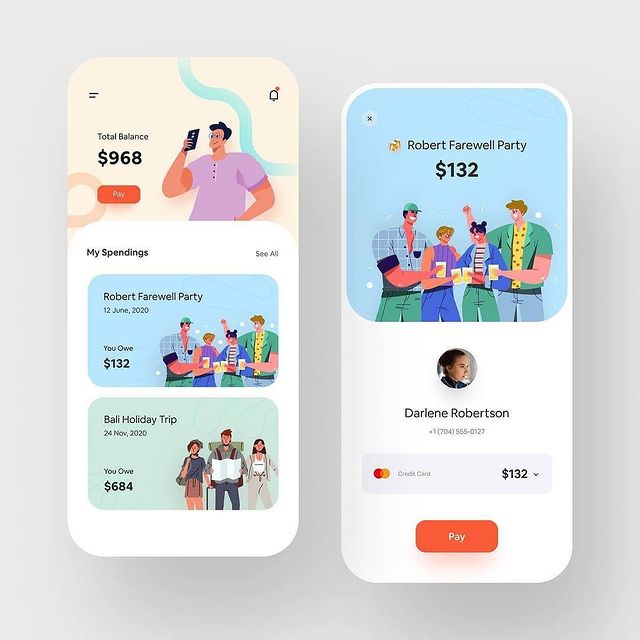 Total Balance
$968
Pay
My Spendings
See All
Robert Farewell Party
12 June, 2020
You Owe
$132
Bali Holiday Trip
24 Nov, 2020
You Owe
$684
Robert Farewell Party
$132
Darlene Robertson
+1 (704) 555-0127
Credit Card
$132
Pay